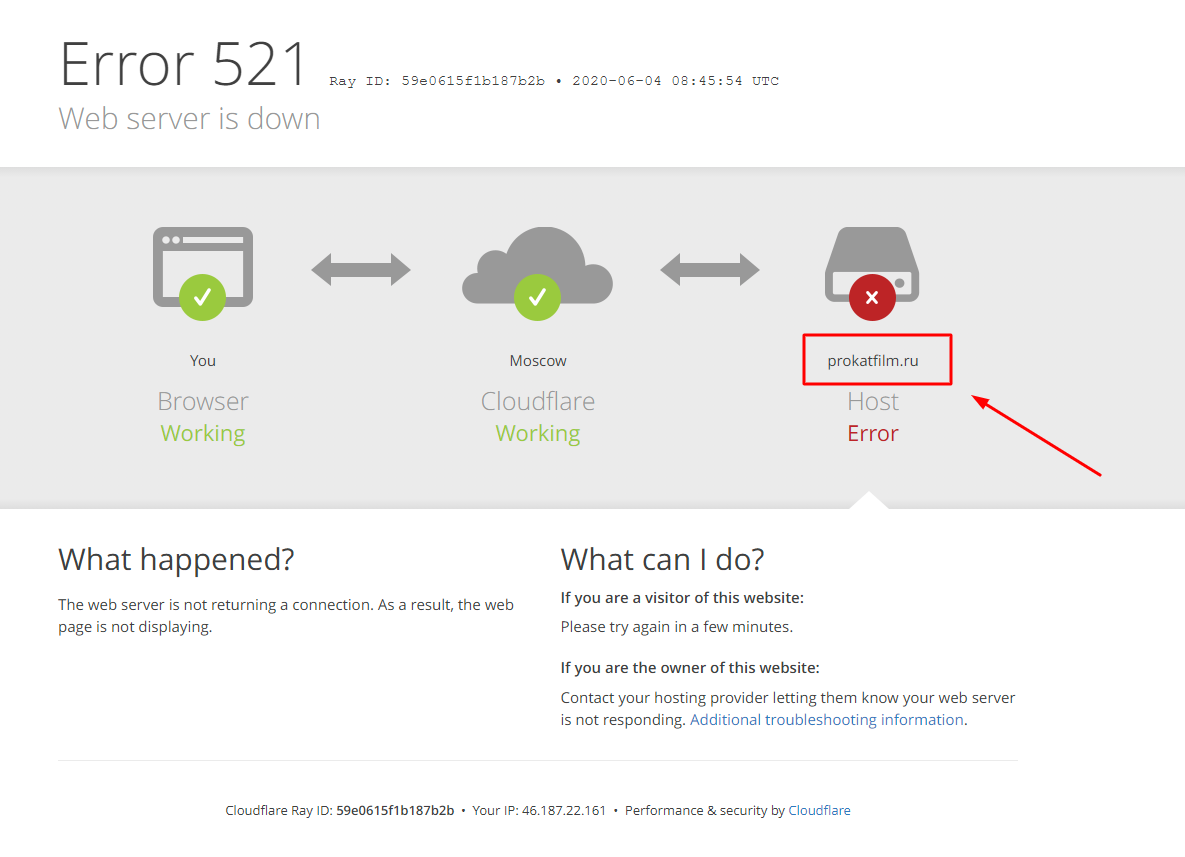 Error 521 Ray ID: 59e0615f1b187b2b • 2020-06-04 08:45:54 UTC
Web server is down
You
Browser
Working
Moscow
Cloudflare
Working
prokatfilm.ru
Host
Error
What happened?
The web server is not returning a connection. As a result, the web
page is not displaying.
What can I do?
If you are a visitor of this website:
Please try again in a few minutes.
If you are the owner of this website:
Contact your hosting provider letting them know your web server
is not responding. Additional troubleshooting information.
Cloudflare Ray ID: 59e0615f1b187b2b • Your IP: 46.187.22.161 • Performance & security by Cloudflare